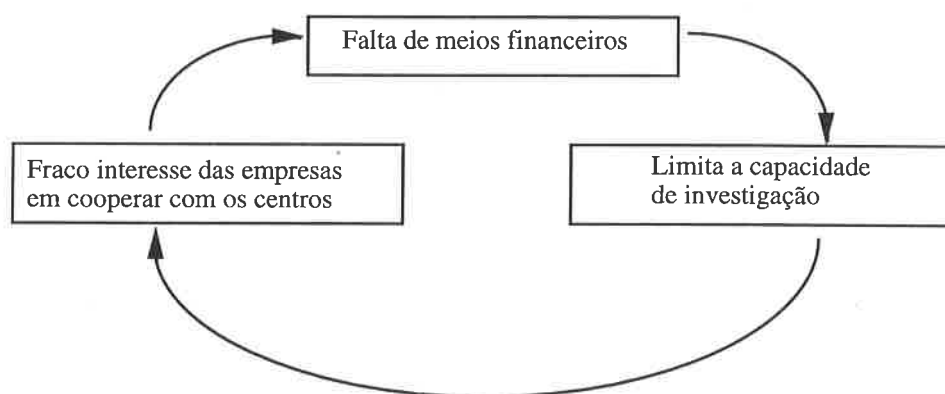 Falta de meios financeiros
Fraco interesse das empresas
em cooperar com os centros
Limita a capacidade
de investigação